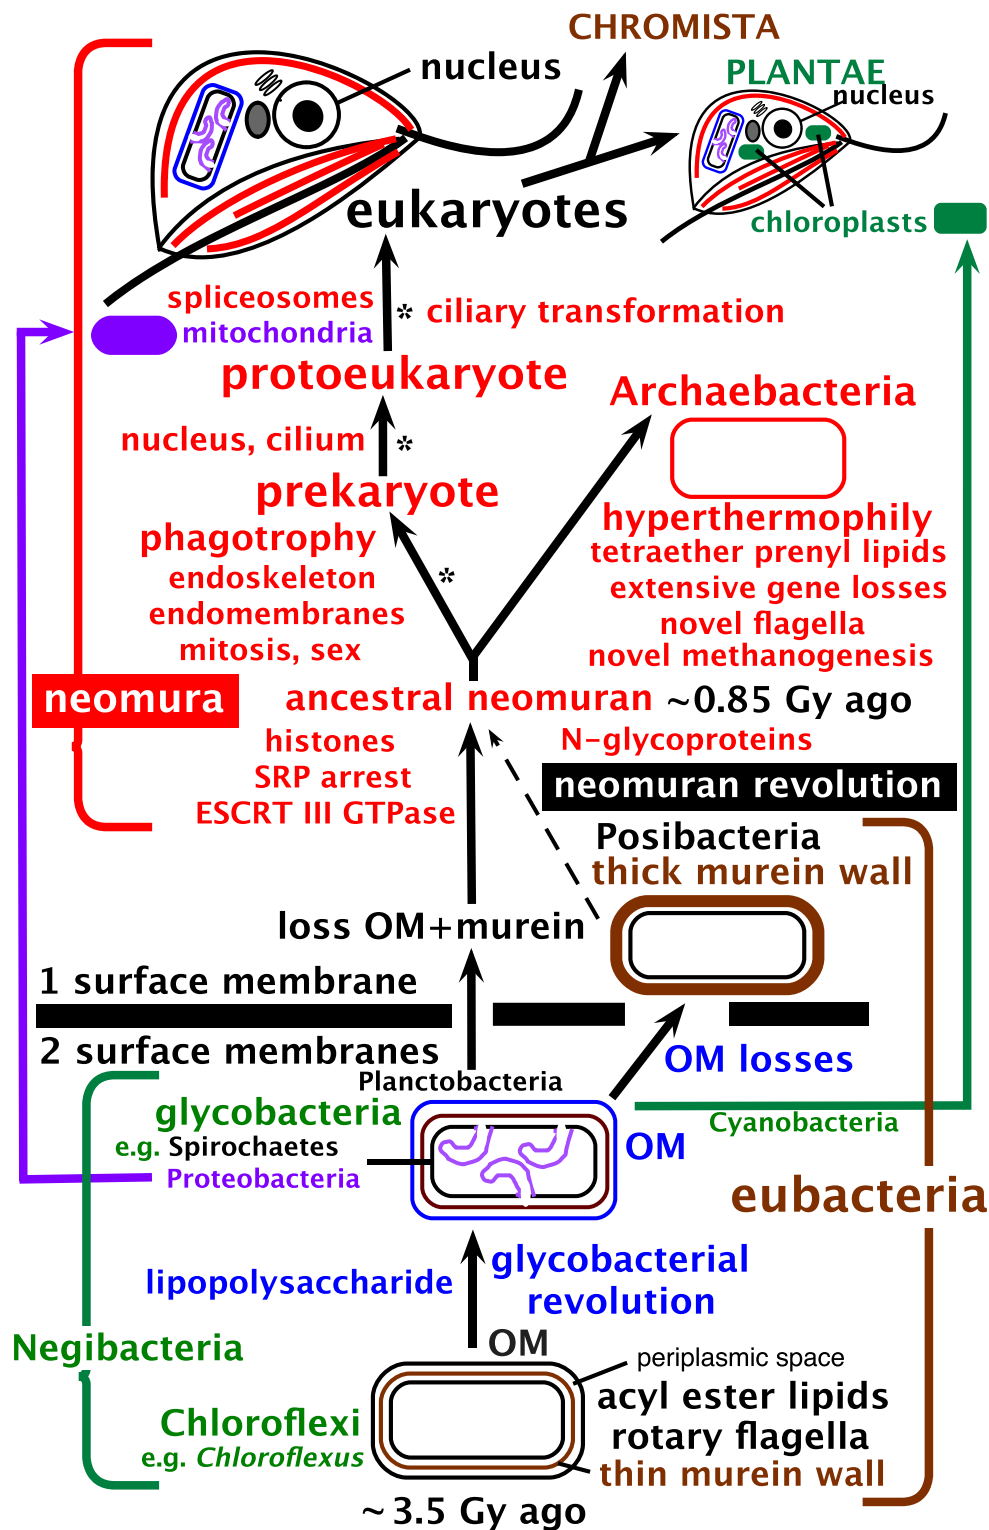 CHROMISTA
nucleus
PLANTAE
nucleus
eukaryotes
chloroplasts
spliceosomes
* ciliary transformation
mitochondria
protoeukaryote
Archaebacteria
nucleus, cilium
*
prekaryote
hyperthermophily
phagotrophy
tetraether prenyl lipids
endoskeleton
*
extensive gene losses
endomembranes
novel flagella
mitosis, sex
novel methanogenesis
neomura
ancestral neomuran
~0.85 Gy ago
histones
N-glycoproteins
SRP arrest
neomuran revolution
ESCRT III GTPase
Posibacteria
thick murein wall
loss OM+murein
1 surface membrane
2 surface membranes
OM losses
Planctobacteria
glycobacteria
Cyanobacteria
e.g. Spirochaetes
OM
Proteobacteria
eubacteria
glycobacterial
revolution
lipopolysaccharide
OM
Negibacteria
periplasmic space
acyl ester lipids
Chloroflexi
rotary flagella
e.g. Chloroflexus
thin murein wall
~3.5 Gy ago